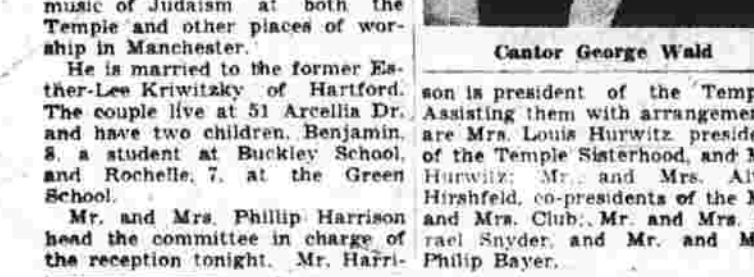 music of Judaism at both the
Temple and other places of wor-
ship in Manchester.
He is married to the former Es-
ther-Lee Kriwitzky of Hartford.
The couple live at 51 Arcellia Dr.
and have two children, Benjamin,
8, a student at Buckley School,
and Rochelle, 7, at the Green
School.
Mr. and Mrs. Phillip Harrison
head the committee in charge of
the reception tonight. Mr. Harri-
Cantor George Wald
son is president of the Temp
Assisting them with arrangeme
are Mrs. Louis Hurwitz presid
of the Temple Sisterhood, and M
Hurwitz; Mr. and Mrs. Al
Hirshfeld, co-presidents of the
and Mrs. Club; Mr. and Mrs.
rael Snyder, and Mr. and M
Philip Bayer.